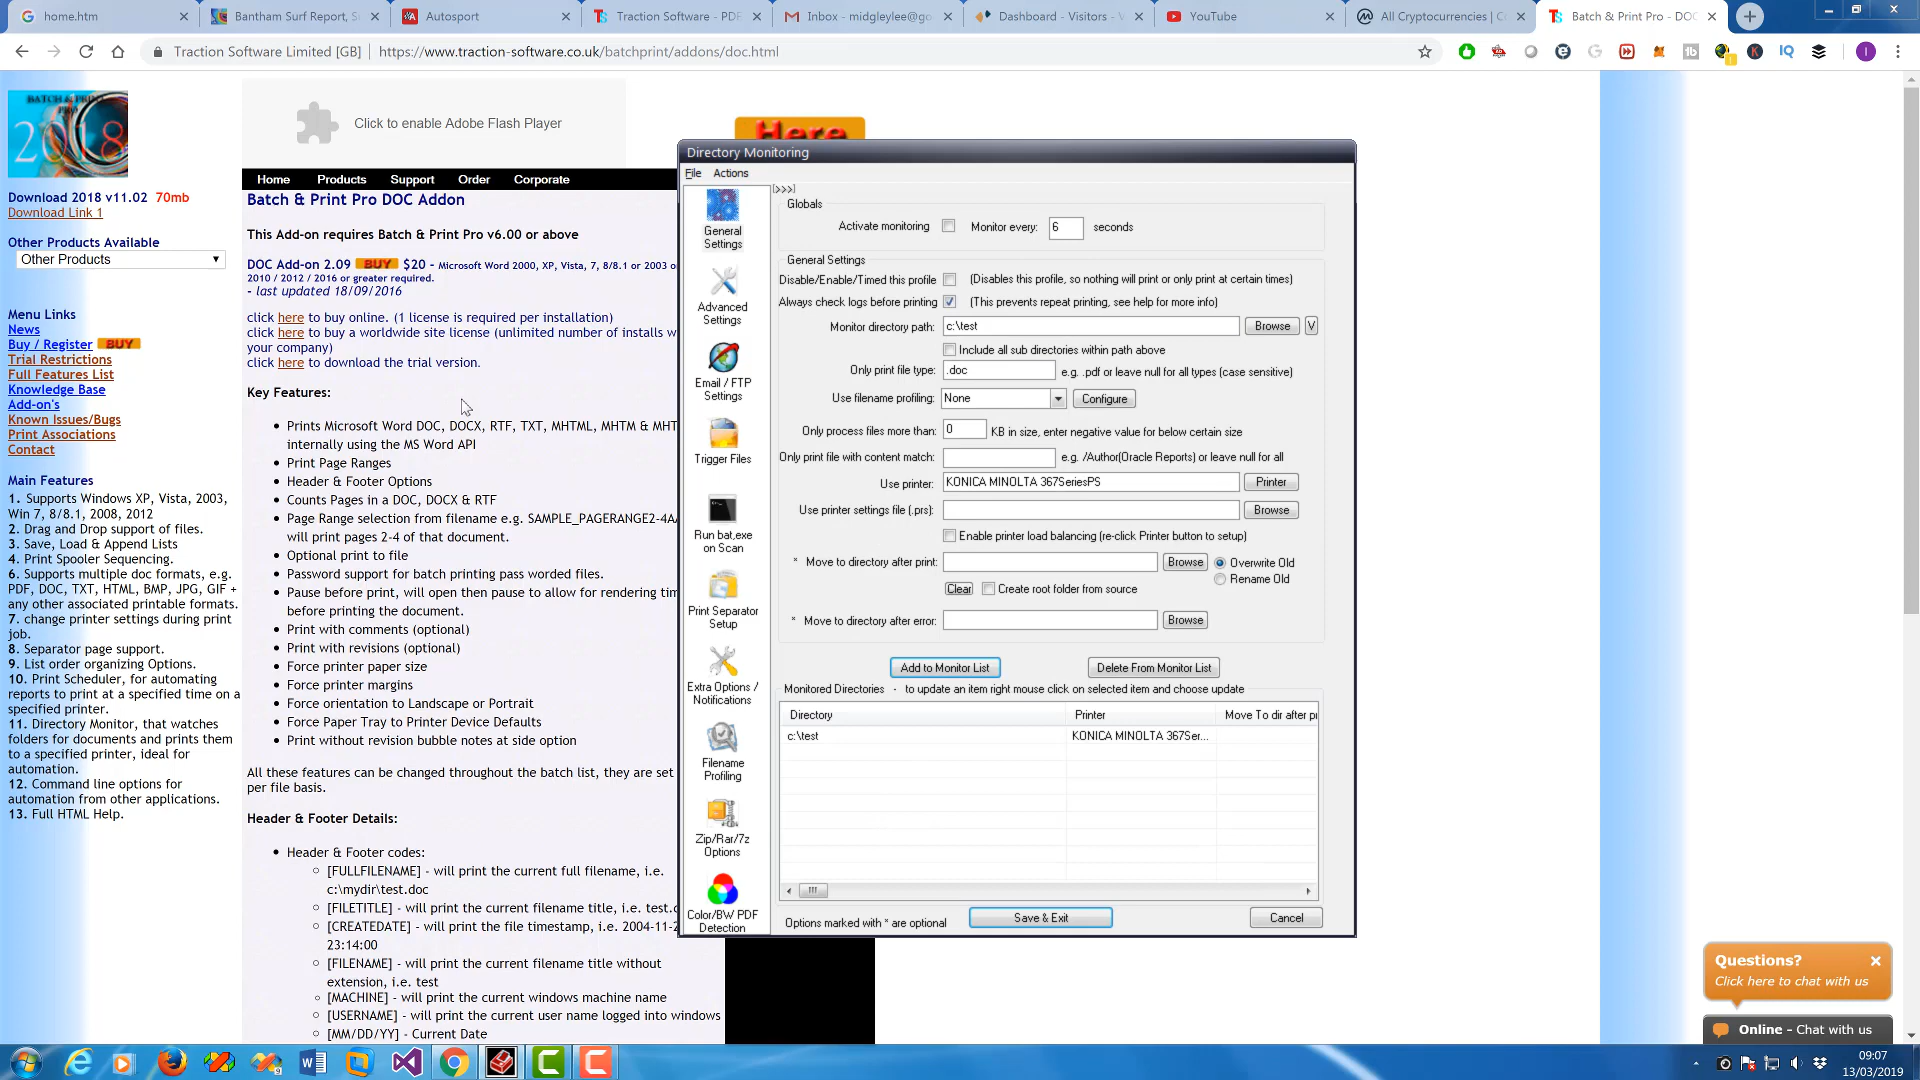 home.htm
Bantham Surf Report, S
Autosport
Traction Software - PDF
Inbox - midgleylee@go
Dashboard - Visitors -
YouTube
All Cryptocurrencies | C
Batch & Print Pro - DOC
Traction Software Limited [GB] | https://www.traction-software.co.uk/batchprint/addons/doc.html
BATCH & PRINT
PRO
2018
Download 2018 v11.02 70mb
Download Link 1
Other Products Available
Other Products
Menu Links
News
Buy / Register BUY
Trial Restrictions
Full Features List
Knowledge Base
Add-on's
Known Issues/Bugs
Print Associations
Contact
Main Features
1. Supports Windows XP, Vista, 2003,
Win 7, 8/8.1, 2008, 2012
2. Drag and Drop support of files.
3. Save, Load & Append Lists
4. Print Spooler Sequencing.
6. Supports multiple doc formats, e.g.
PDF, DOC, TXT, HTML, BMP, JPG, GIF +
any other associated printable formats.
7. change printer settings during print
job.
8. Separator page support.
9. List order organizing Options.
10. Print Scheduler, for automating
reports to print at a specified time on a
specified printer.
11. Directory Monitor, that watches
folders for documents and prints them
to a specified printer, ideal for
automation.
12. Command line options for
automation from other applications.
13. Full HTML Help.
Click to enable Adobe Flash Player
Here
Home Products Support Order Corporate
Batch & Print Pro DOC Addon
This Add-on requires Batch & Print Pro v6.00 or above
DOC Add-on 2.09 BUY $20 - Microsoft Word 2000, XP, Vista, 7, 8/8.1 or 2003 o
2010 / 2012 / 2016 or greater required.
- last updated 18/09/2016
click here to buy online. (1 license is required per installation)
click here to buy a worldwide site license (unlimited number of installs w
your company)
click here to download the trial version.
Key Features:
• Prints Microsoft Word DOC, DOCX, RTF, TXT, MHTML, MHTM & MHT
internally using the MS Word API
• Print Page Ranges
• Header & Footer Options
• Counts Pages in a DOC, DOCX & RTF
• Page Range selection from filename e.g. SAMPLE_PAGERANGE2-4A
will print pages 2-4 of that document.
• Optional print to file
• Password support for batch printing pass worded files.
• Pause before print, will open then pause to allow for rendering tim
before printing the document.
• Print with comments (optional)
• Print with revisions (optional)
• Force printer paper size
• Force printer margins
• Force orientation to Landscape or Portrait
• Force Paper Tray to Printer Device Defaults
• Print without revision bubble notes at side option
All these features can be changed throughout the batch list, they are set
per file basis.
Header & Footer Details:
• Header & Footer codes:
○ [FULLFILENAME] - will print the current full filename, i.e.
c:\mydir\test.doc
○ [FILETITLE] - will print the current filename title, i.e. test.d
○ [CREATEDATE] - will print the file timestamp, i.e. 2004-11-2
23:14:00
○ [FILENAME] - will print the current filename title without
extension, i.e. test
○ [MACHINE] - will print the current windows machine name
○ [USERNAME] - will print the current user name logged into windows
○ [MM/DD/YY] - Current Date
Directory Monitoring
File Actions
General
Settings
Advanced
Settings
Email / FTP
Settings
Trigger Files
Run bat,exe
on Scan
Print Separator
Setup
Extra Options /
Notifications
Filename
Profiling
Zip/Rar/7z
Options
Color/BW PDF
Detection
[>>>]
Globals
Activate monitoring Monitor every: 6 seconds
General Settings
Disable/Enable/Timed this profile (Disables this profile, so nothing will print or only print at certain times)
Always check logs before printing (This prevents repeat printing, see help for more info)
Monitor directory path: c:\test Browse V
Include all sub directories within path above
Only print file type: .doc e.g. .pdf or leave null for all types (case sensitive)
Use filename profiling: None Configure
Only process files more than: 0 KB in size, enter negative value for below certain size
Only print file with content match: e.g. /Author(Oracle Reports) or leave null for all
Use printer: KONICA MINOLTA 367SeriesPS Printer
Use printer settings file (.prs): Browse
Enable printer load balancing (re-click Printer button to setup)
* Move to directory after print: Browse Overwrite Old
Rename Old
Clear Create root folder from source
* Move to directory after error: Browse
Add to Monitor List Delete From Monitor List
Monitored Directories - to update an item right mouse click on selected item and choose update
Directory Printer Move To dir after pr
c:\test KONICA MINOLTA 367Ser...
Options marked with * are optional Save & Exit Cancel
Questions?
Click here to chat with us
Online - Chat with us
09:07
13/03/2019